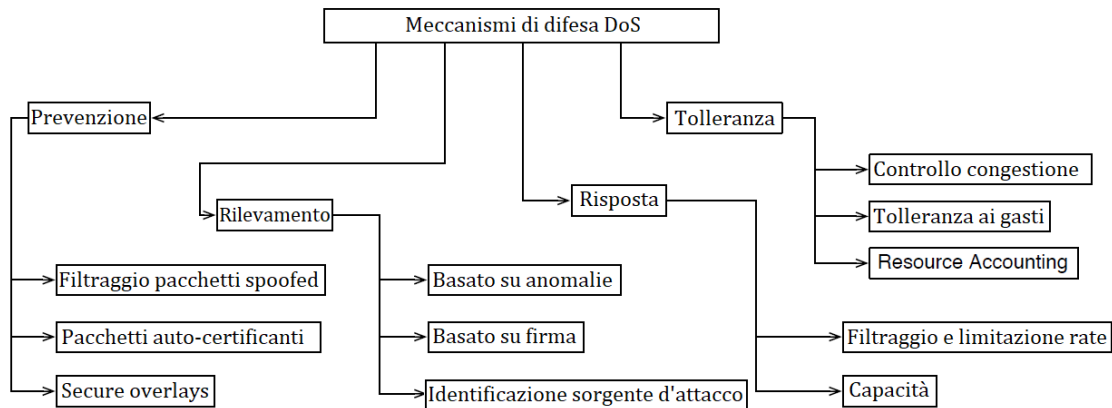 Meccanismi di difesa DoS
Prevenzione
Tolleranza
Controllo congestione
Rilevamento
Risposta
Tolleranza ai gasti
Resource Accounting
Filtraggio pacchetti spoofed
Basato su anomalie
Pacchetti auto-certificanti
Basato su firma
Filtraggio e limitazione rate
Secure overlays
Identificazione sorgente d'attacco
Capacità